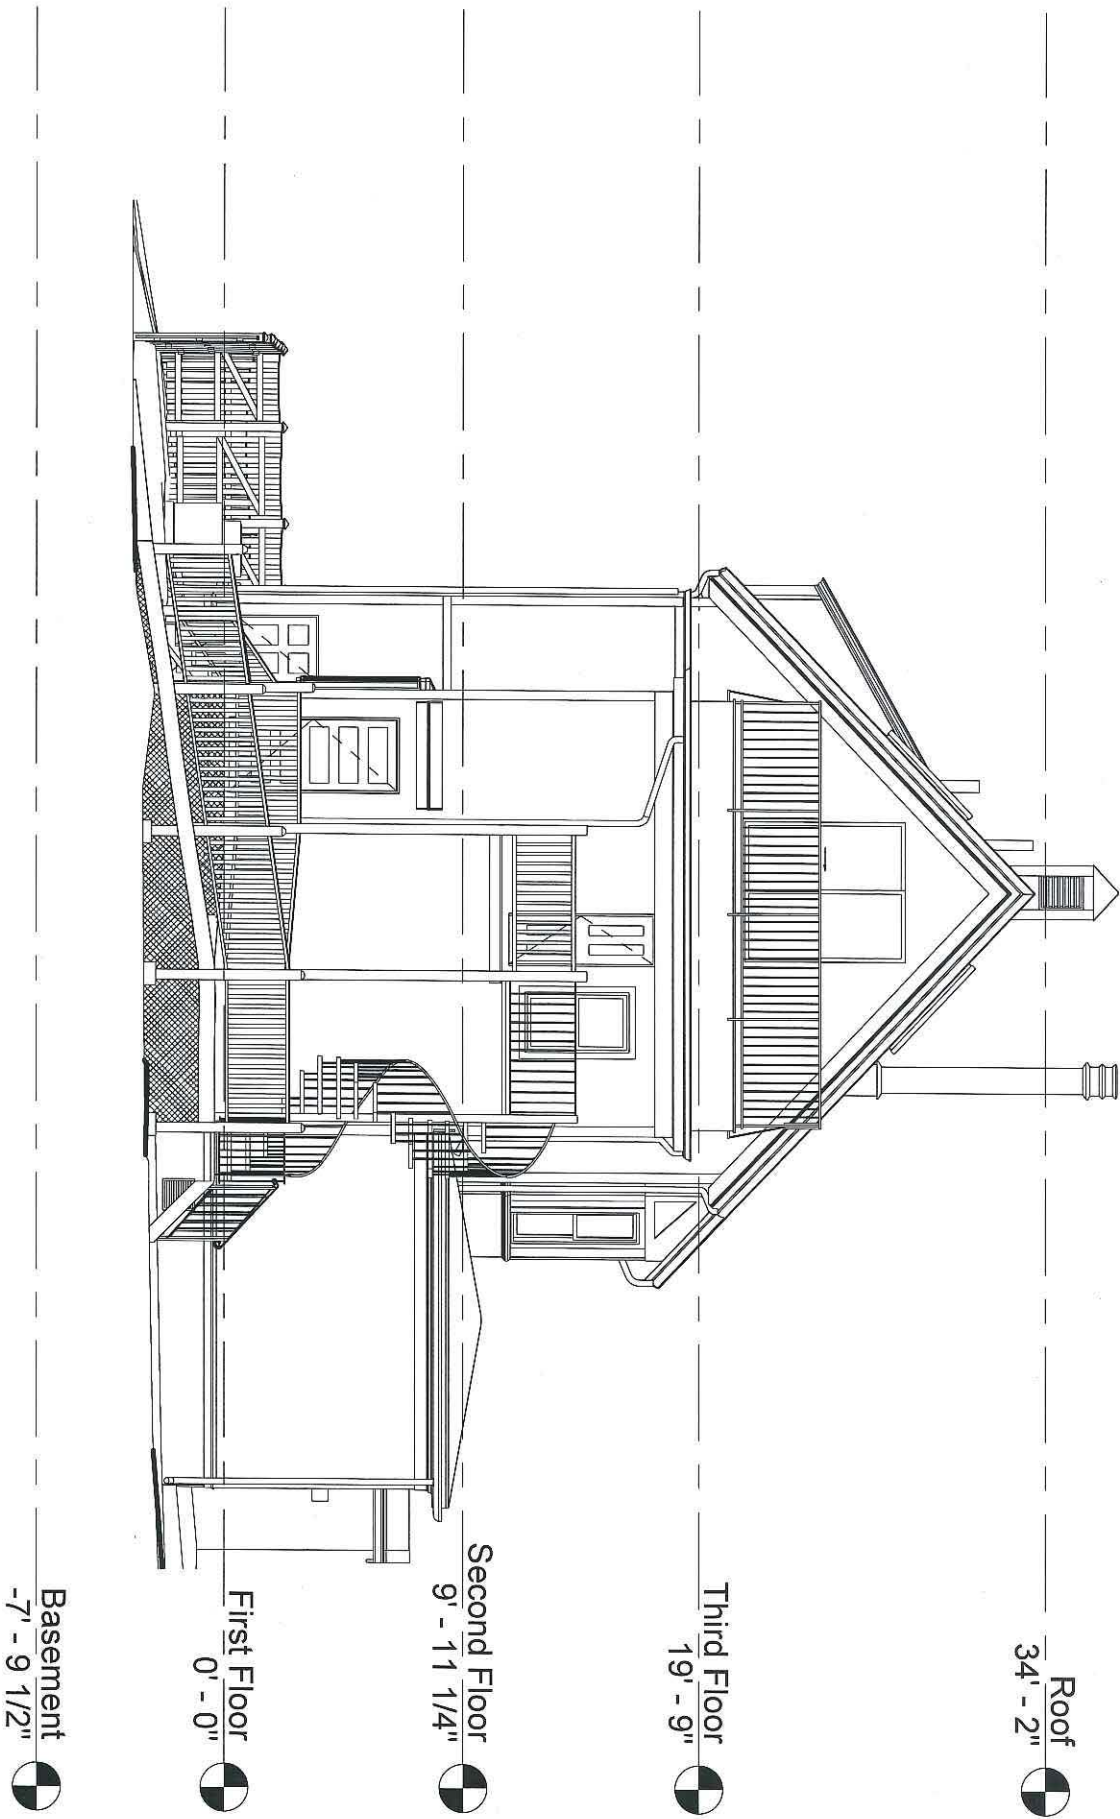 Roof
34' - 2"
Third Floor
19' - 9"
Second Floor
9' - 11 1/4"
First Floor
0' - 0"
Basement
-7' - 9 1/2"